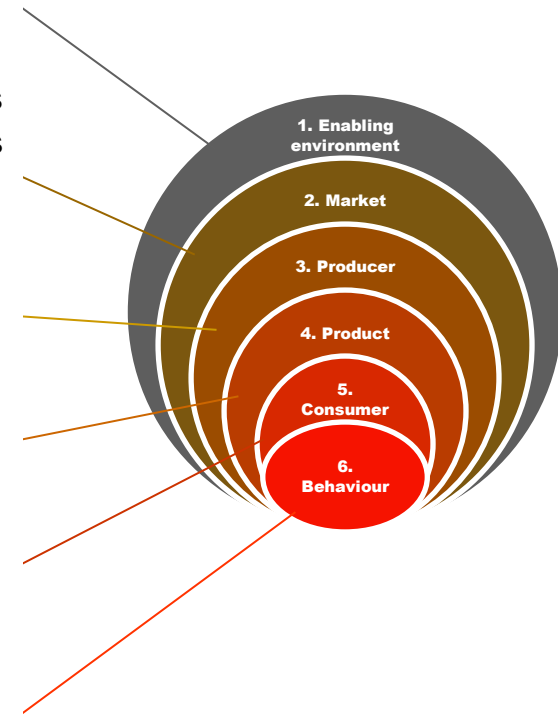 s
s
1. Enabling
environment
2. Market
3. Producer
4. Product
5.
Consumer
6.
Behaviour